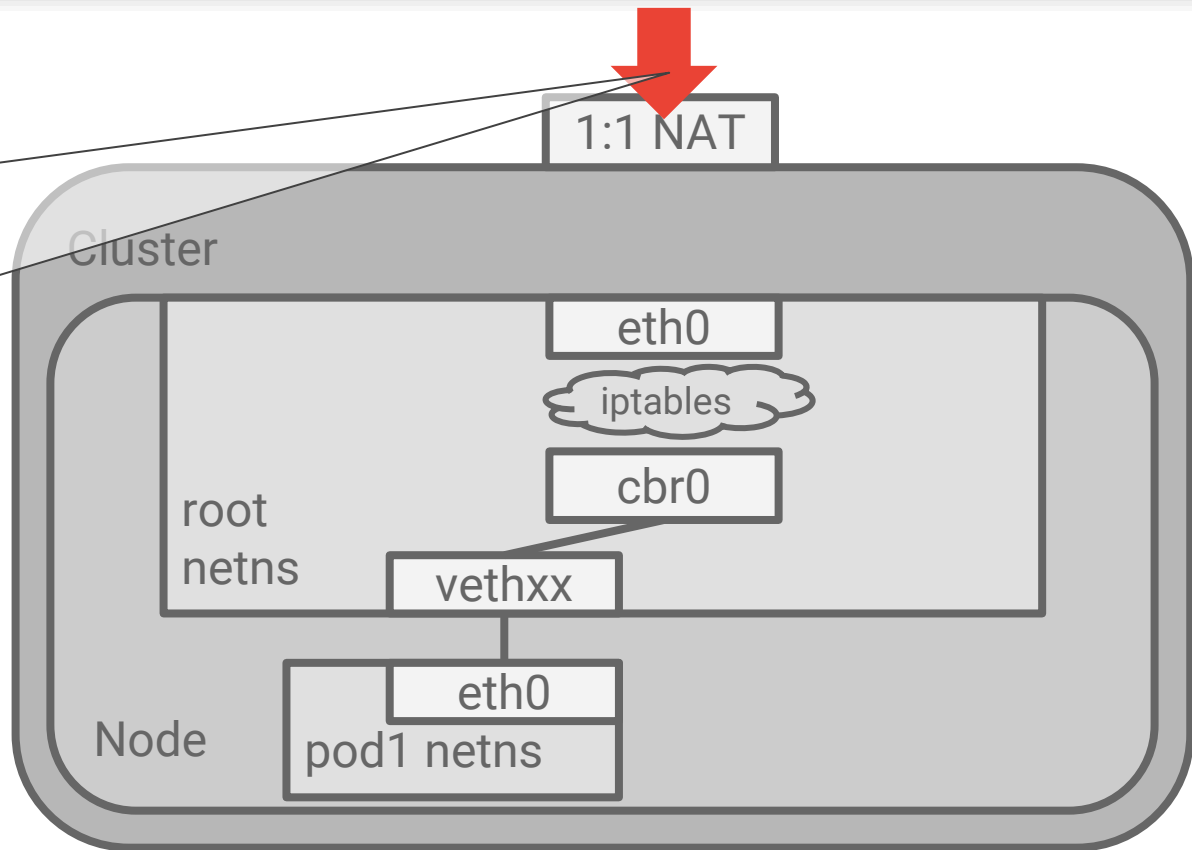 1:1 NAT
Cluster
eth0
iptables
cbr0
root
netns
vethxx
eth0
Node
pod1 netns